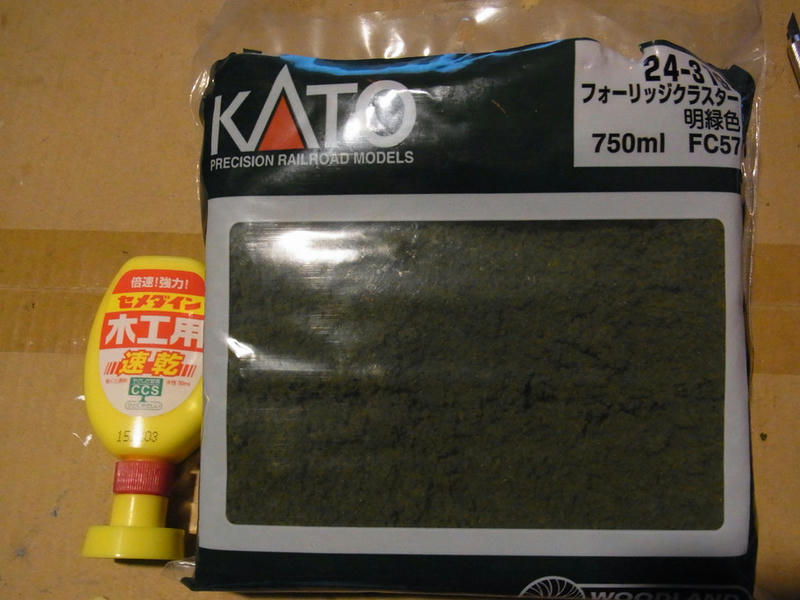 KATO
PRECISION RAILROAD MODELS
24-31
フォーリッジクラスター
明緑色
750ml FC57
倍速!強力!
セメダイン
木工用
速乾
CCS
WOODLAND